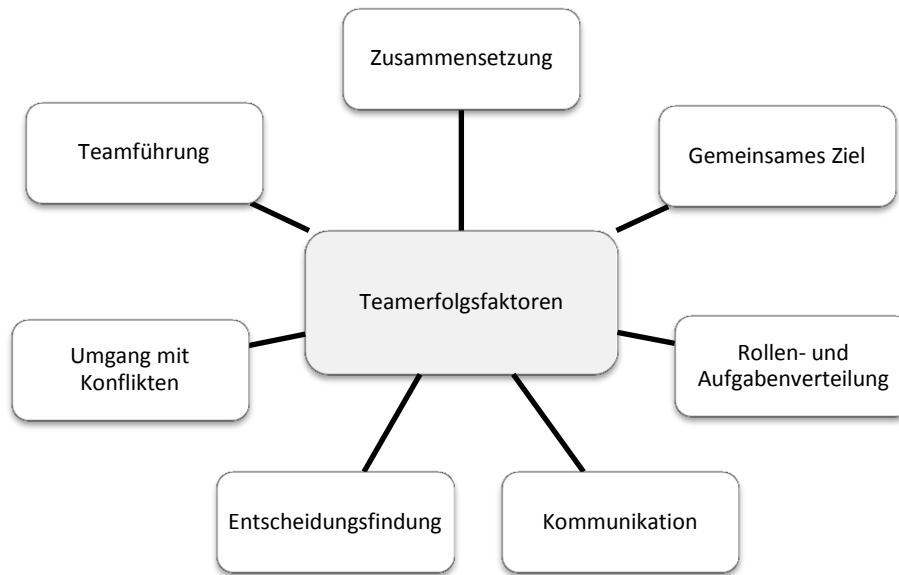 Zusammensetzung
Teamführung
Gemeinsames Ziel
Teamerfolgsfaktoren
Umgang mit
Konflikten
Rollen- und
Aufgabenverteilung
Entscheidungsfindung
Kommunikation